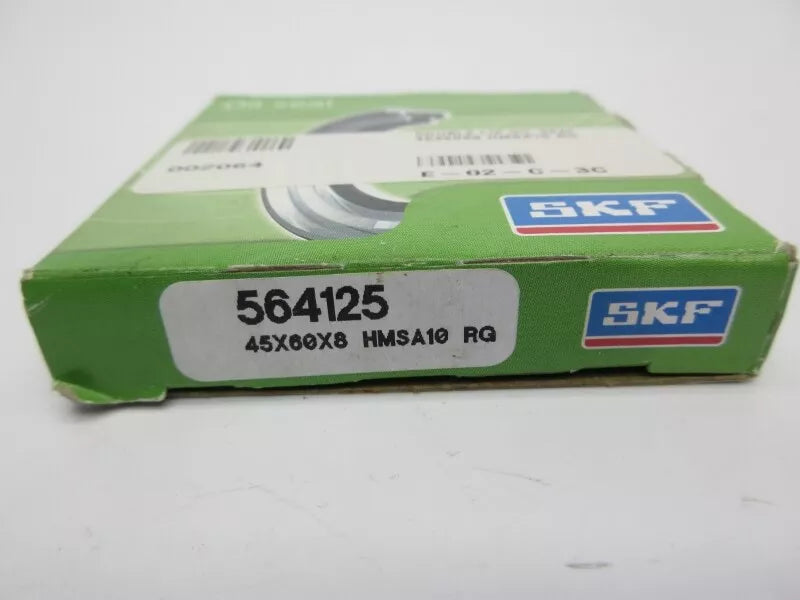 Oil seal
002064
E-02-C-3C
SKF
564125
45X60X8 HMSA10 RG
SKF